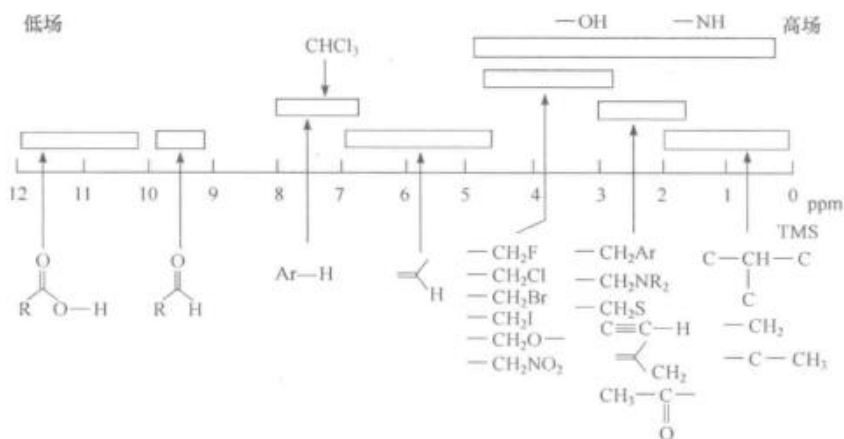 低场
—OH
—NH
高场
CHCl₃
12 11 10 9 8 7 6 5 4 3 2 1 0 ppm
TMS
O
R O—H
O
R H
Ar—H
H
—CH₂F
—CH₂Cl
—CH₂Br
—CH₂I
—CH₂O—
—CH₂NO₂
—CH₂Ar
—CH₂NR₂
—CH₂S
C≡C—H
CH₂
CH₃—C—
O
C—CH—C
C
—CH₂
—C—CH₃